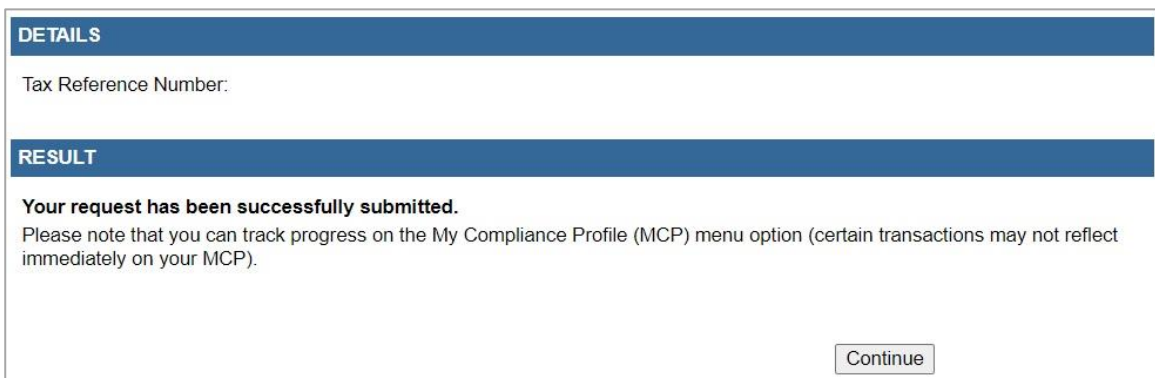 DETAILS
Tax Reference Number:
RESULT
Your request has been successfully submitted.
Please note that you can track progress on the My Compliance Profile (MCP) menu option (certain transactions may not reflect
immediately on your MCP).
Continue